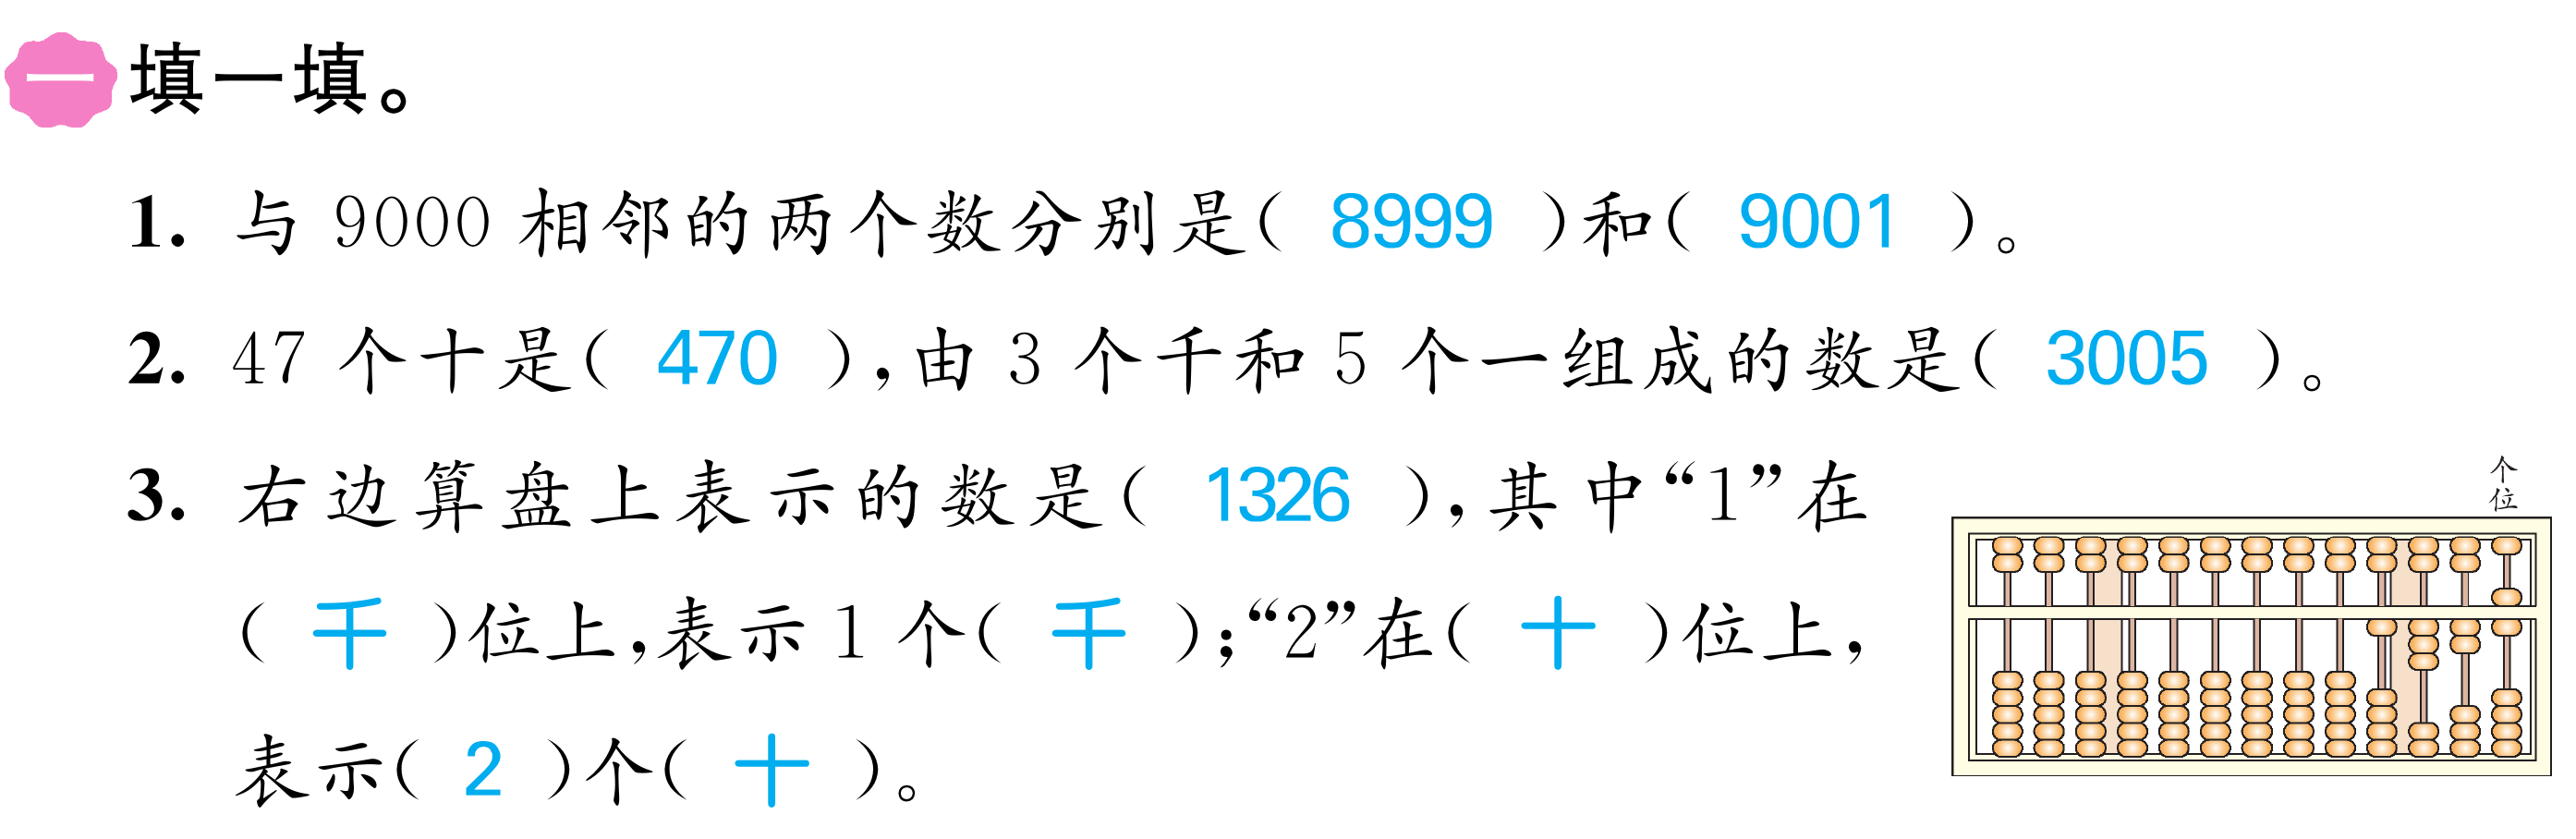 一 填一填。
1. 与 9000 相邻的两个数分别是( 8999 )和( 9001 )。
2. 47 个十是( 470 ),由 3 个千和 5 个一组成的数是( 3005 )。
3. 右边算盘上表示的数是( 1326 ),其中“1”在
( 千 )位上,表示 1 个( 千 );“2”在( 十 )位上,
表示( 2 )个( 十 )。
个位